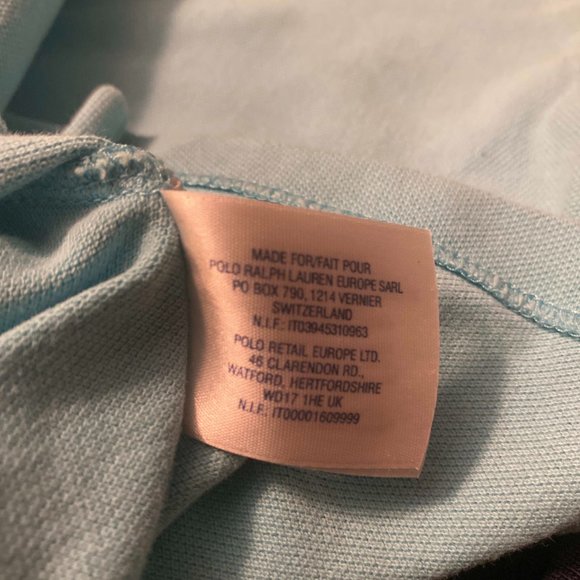 MADE FOR/FAIT POUR
POLO RALPH LAUREN EUROPE SARL
PO BOX 790, 1214 VERNIER
SWITZERLAND
N.I.F.: IT03945310963
POLO RETAIL EUROPE LTD.
46 CLARENDON RD.,
WATFORD, HERTFORDSHIRE
WD17 1HE UK
N.I.F.: IT00001609999